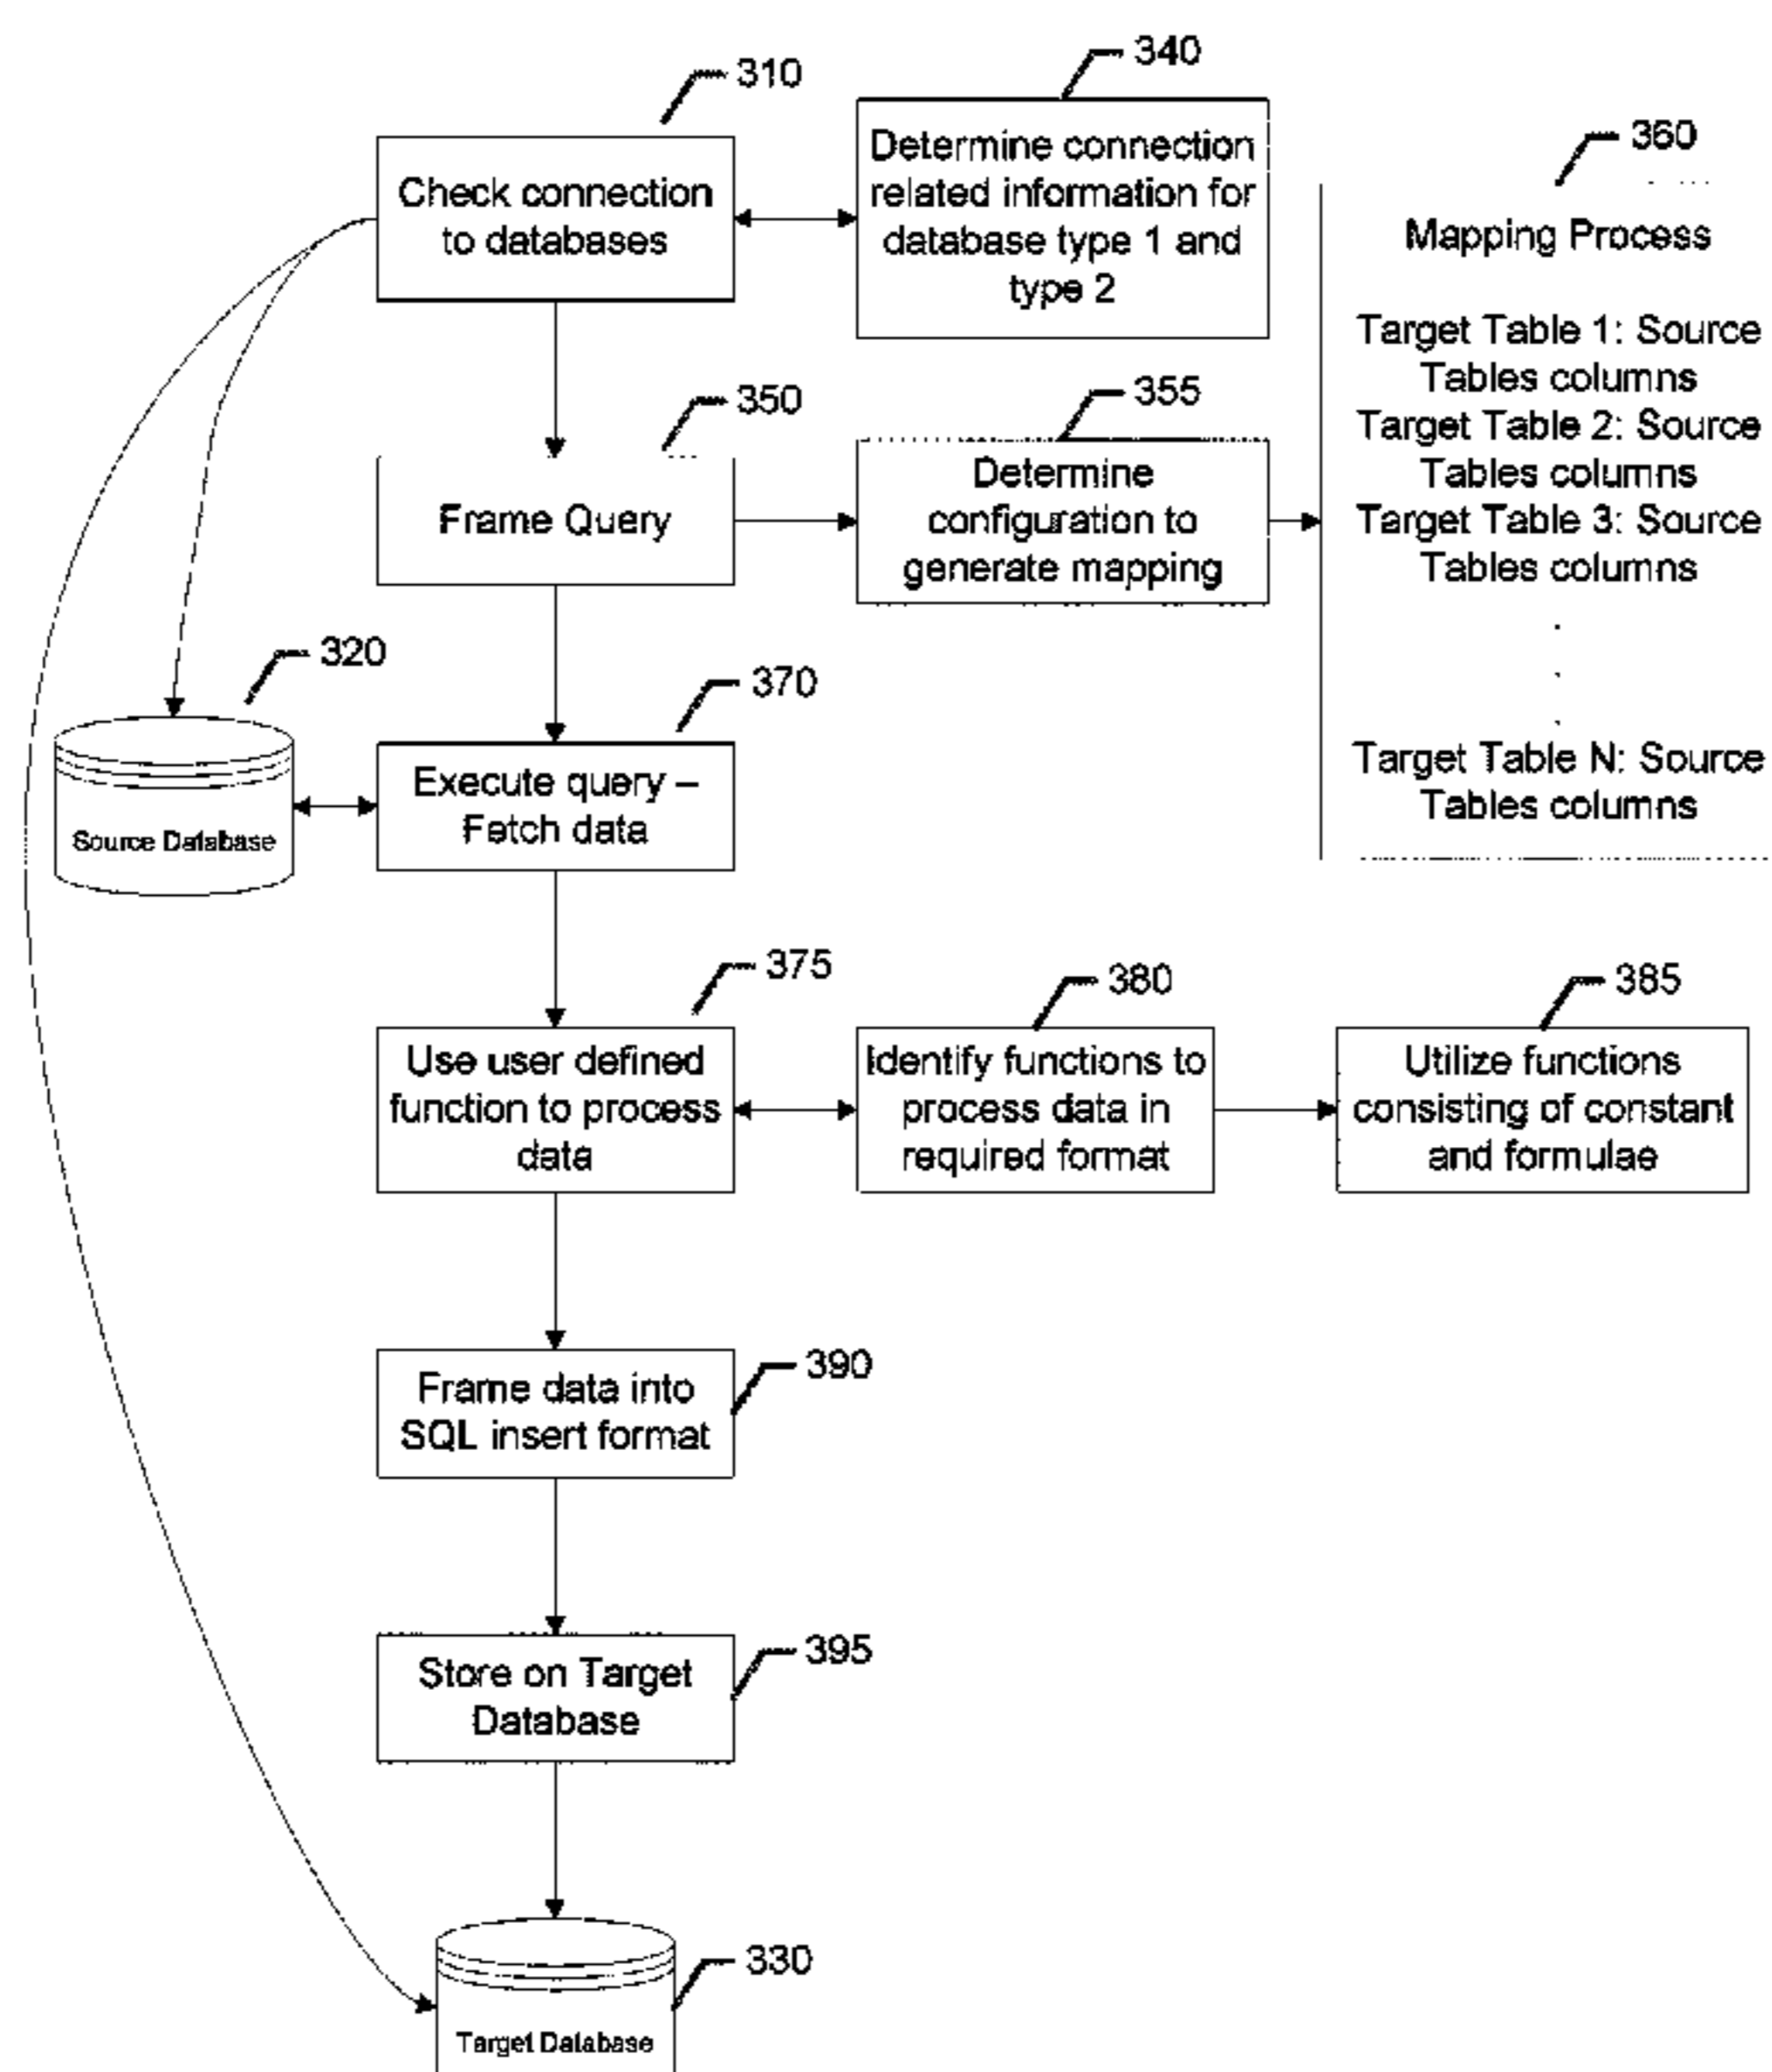 310
Check connection
to databases
340
Determine connection
related information for
database type 1 and
type 2
360
Mapping Process
Target Table 1: Source
Tables columns
Target Table 2: Source
Tables columns
Target Table 3: Source
Tables columns
.
.
.
Target Table N: Source
Tables columns
350
Frame Query
355
Determine
configuration to
generate mapping
320
Source Database
370
Execute query –
Fetch data
375
Use user defined
function to process
data
380
Identify functions to
process data in
required format
385
Utilize functions
consisting of constant
and formulae
390
Frame data into
SQL insert format
395
Store on Target
Database
330
Target Database